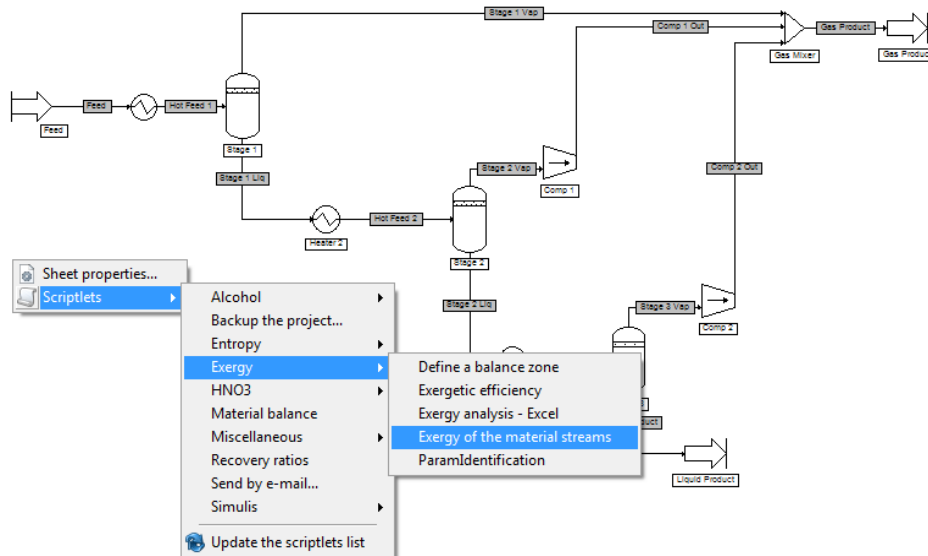 Stage 1 Vap
Comp 1 Out
Gas Product
Gas Mixer
Gas Product
Feed
Hot Feed 1
Feed
Stage 1
Stage 1 Liq
Stage 2 Vap
Comp 1
Comp 2 Out
Hot Feed 2
Heater 2
Stage 2
Stage 2 Liq
Stage 3 Vap
Comp 2
Sheet properties...
Scriptlets
Alcohol
Backup the project...
Entropy
Exergy
HNO3
Material balance
Miscellaneous
Recovery ratios
Send by e-mail...
Simulis
Update the scriptlets list
Define a balance zone
Exergetic efficiency
Exergy analysis - Excel
Exergy of the material streams
ParamIdentification
Liquid Product